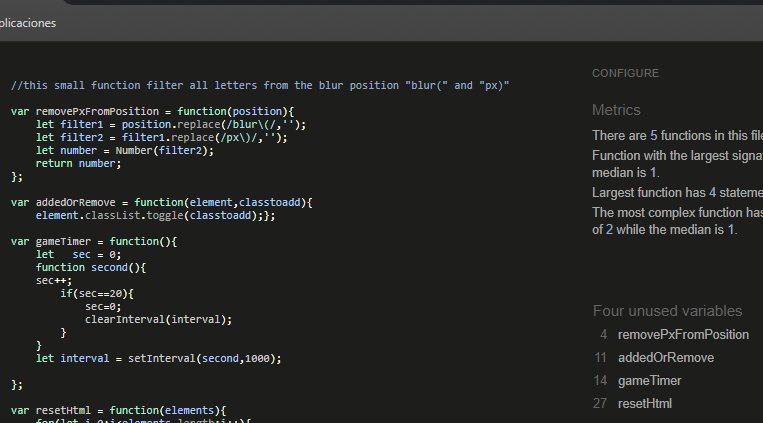 plicaciones
//this small function filter all letters from the blur position "blur(" and "px)"
var removePxFromPosition = function(position){
let filter1 = position.replace(/blur\(/,'');
let filter2 = filter1.replace(/px\)/,'');
let number = Number(filter2);
return number;
};
var addedOrRemove = function(element,classtoadd){
element.classList.toggle(classtoadd);};
var gameTimer = function(){
let   sec = 0;
function second(){
sec++;
if(sec==20){
sec=0;
clearInterval(interval);
}
}
let interval = setInterval(second,1000);
};
var resetHtml = function(elements){
for(let i=0;i<elements.length;i++){
CONFIGURE
Metrics
There are 5 functions in this file
Function with the largest signa
median is 1.
Largest function has 4 stateme
The most complex function has
of 2 while the median is 1.
Four unused variables
4 removePxFromPosition
11 addedOrRemove
14 gameTimer
27 resetHtml